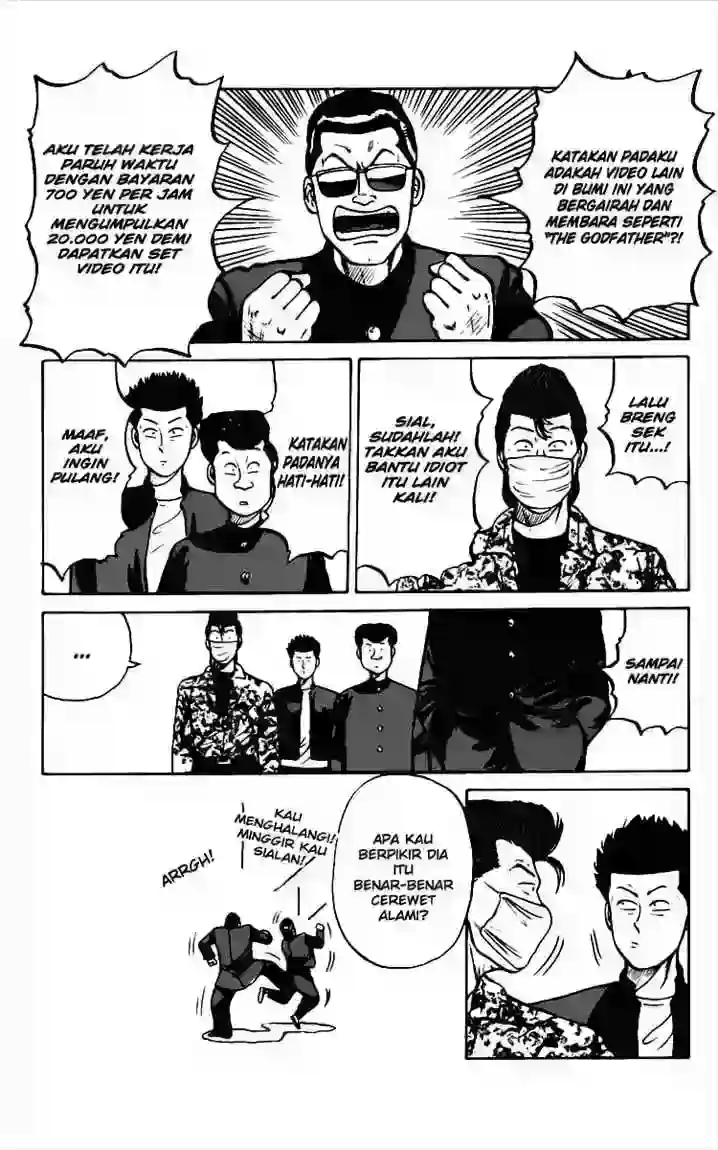 KATAKAN PADAKU
ADAKAH VIDEO LAIN
DI BUMI INI YANG
BERGAIRAH DAN
MEMBARA SEPERTI
"THE GODFATHER"?!
AKU TELAH KERJA
PARUH WAKTU
DENGAN BAYARAN
700 YEN PER JAM
UNTUK
MENGUMPULKAN
20.000 YEN DEMI
DAPATKAN SET
VIDEO ITU!
LALU
BRENG
SEK
ITU...!
SIAL,
SUDAHLAH!
TAKKAN AKU
BANTU IDIOT
ITU LAIN
KALI!
KATAKAN
PADANYA
HATI-HATI!
MAAF,
AKU
INGIN
PULANG!
SAMPAI
NANTI!
...
APA KAU
BERPIKIR DIA
ITU
BENAR-BENAR
CEREWET
ALAMI?
KAU
MENGHALANGI!
MINGGIR KAU
SIALAN!
ARRGH!